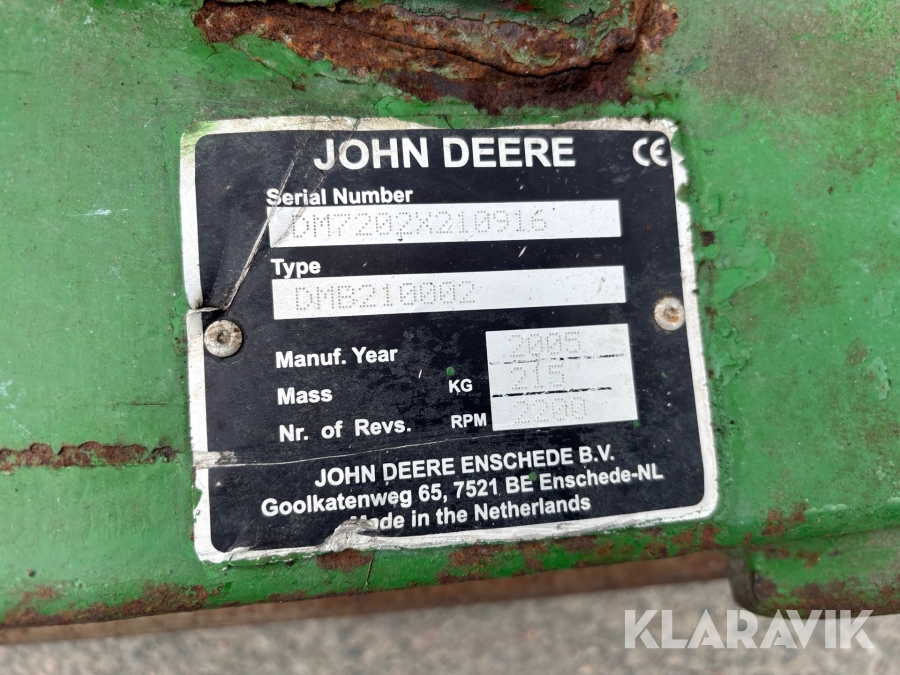 JOHN DEERE CE
Serial Number
DM7202X210916
Type
DMB210002
Manuf. Year 2005
Mass KG 215
Nr. of Revs. RPM 2200
JOHN DEERE ENSCHEDE B.V.
Goolkatenweg 65, 7521 BE Enschede-NL
Made in the Netherlands
KLARAVIK